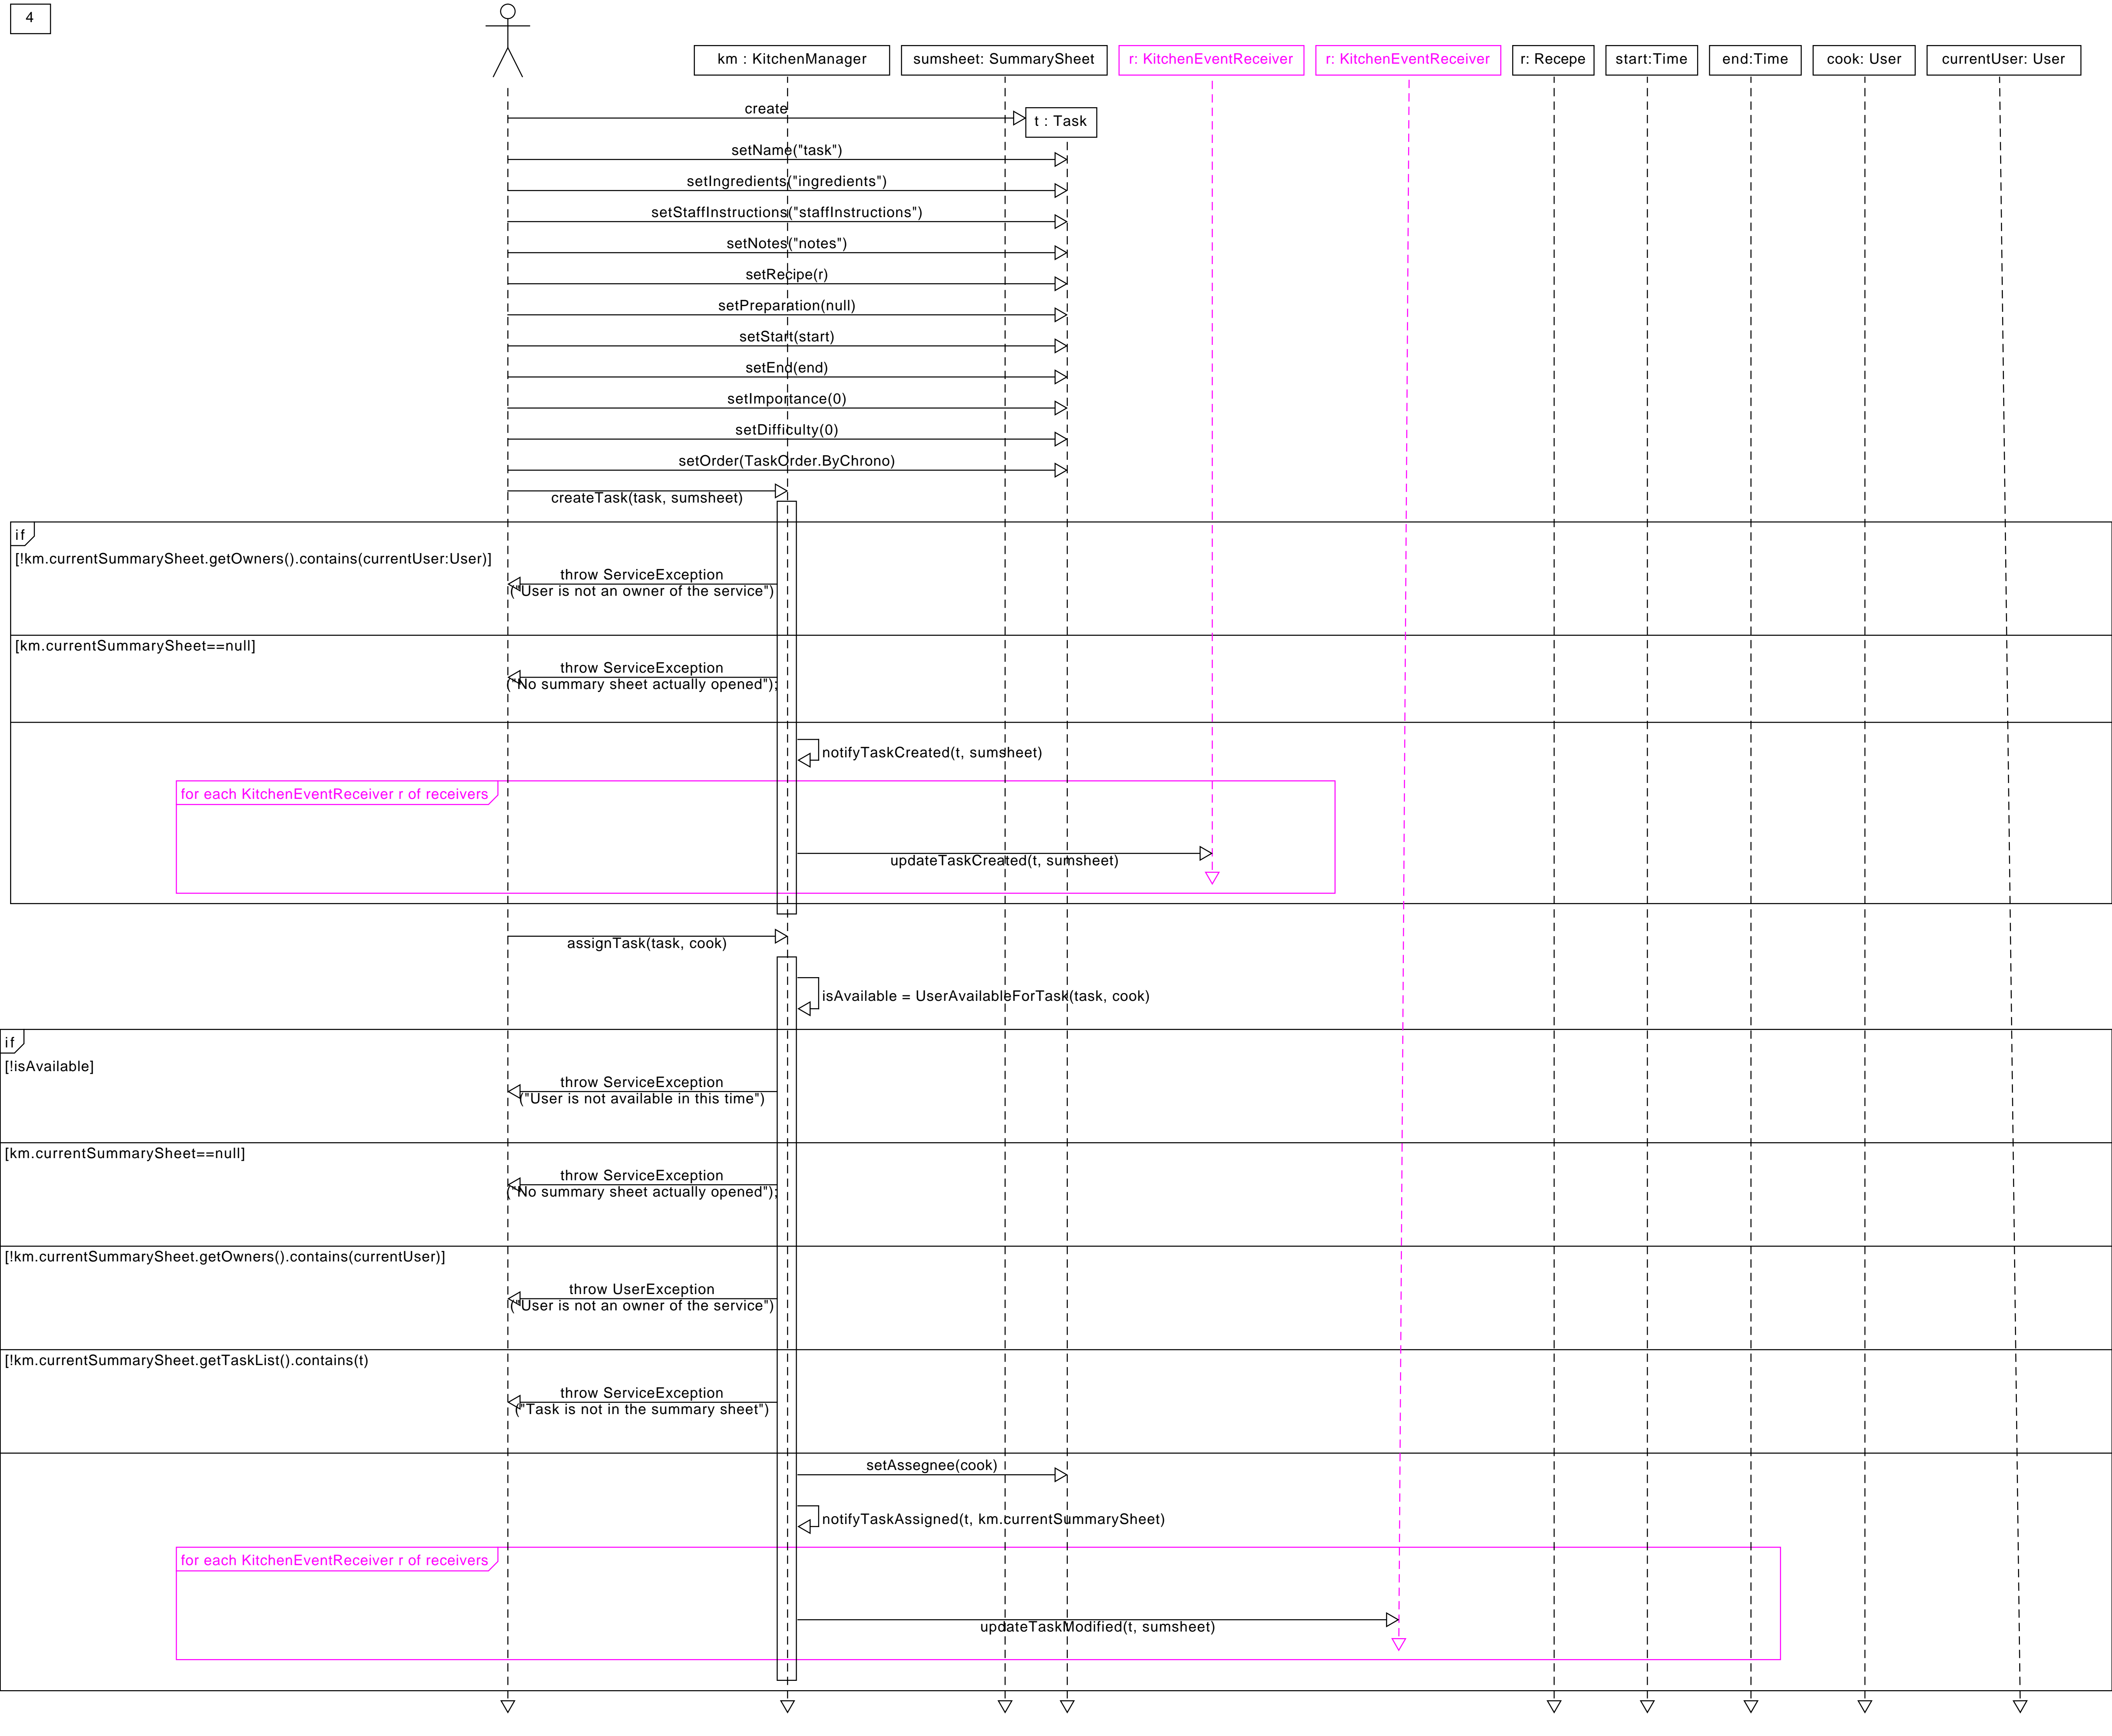 4
km : KitchenManager
sumsheet: SummarySheet
r: KitchenEventReceiver
r: KitchenEventReceiver
r: Recepe
start:Time
end:Time
cook: User
currentUser: User
create
t : Task
setName("task")
setIngredients("ingredients")
setStaffInstructions("staffInstructions")
setNotes("notes")
setRecipe(r)
setPreparation(null)
setStart(start)
setEnd(end)
setImportance(0)
setDifficulty(0)
setOrder(TaskOrder.ByChrono)
createTask(task, sumsheet)
if
[!km.currentSummarySheet.getOwners().contains(currentUser:User)]
throw ServiceException
("User is not an owner of the service")
[km.currentSummarySheet==null]
throw ServiceException
("No summary sheet actually opened");
notifyTaskCreated(t, sumsheet)
for each KitchenEventReceiver r of receivers
updateTaskCreated(t, sumsheet)
assignTask(task, cook)
isAvailable = UserAvailableForTask(task, cook)
if
[!isAvailable]
throw ServiceException
("User is not available in this time")
[km.currentSummarySheet==null]
throw ServiceException
("No summary sheet actually opened");
[!km.currentSummarySheet.getOwners().contains(currentUser)]
throw UserException
("User is not an owner of the service")
[!km.currentSummarySheet.getTaskList().contains(t)
throw ServiceException
("Task is not in the summary sheet")
setAssegnee(cook)
notifyTaskAssigned(t, km.currentSummarySheet)
for each KitchenEventReceiver r of receivers
updateTaskModified(t, sumsheet)